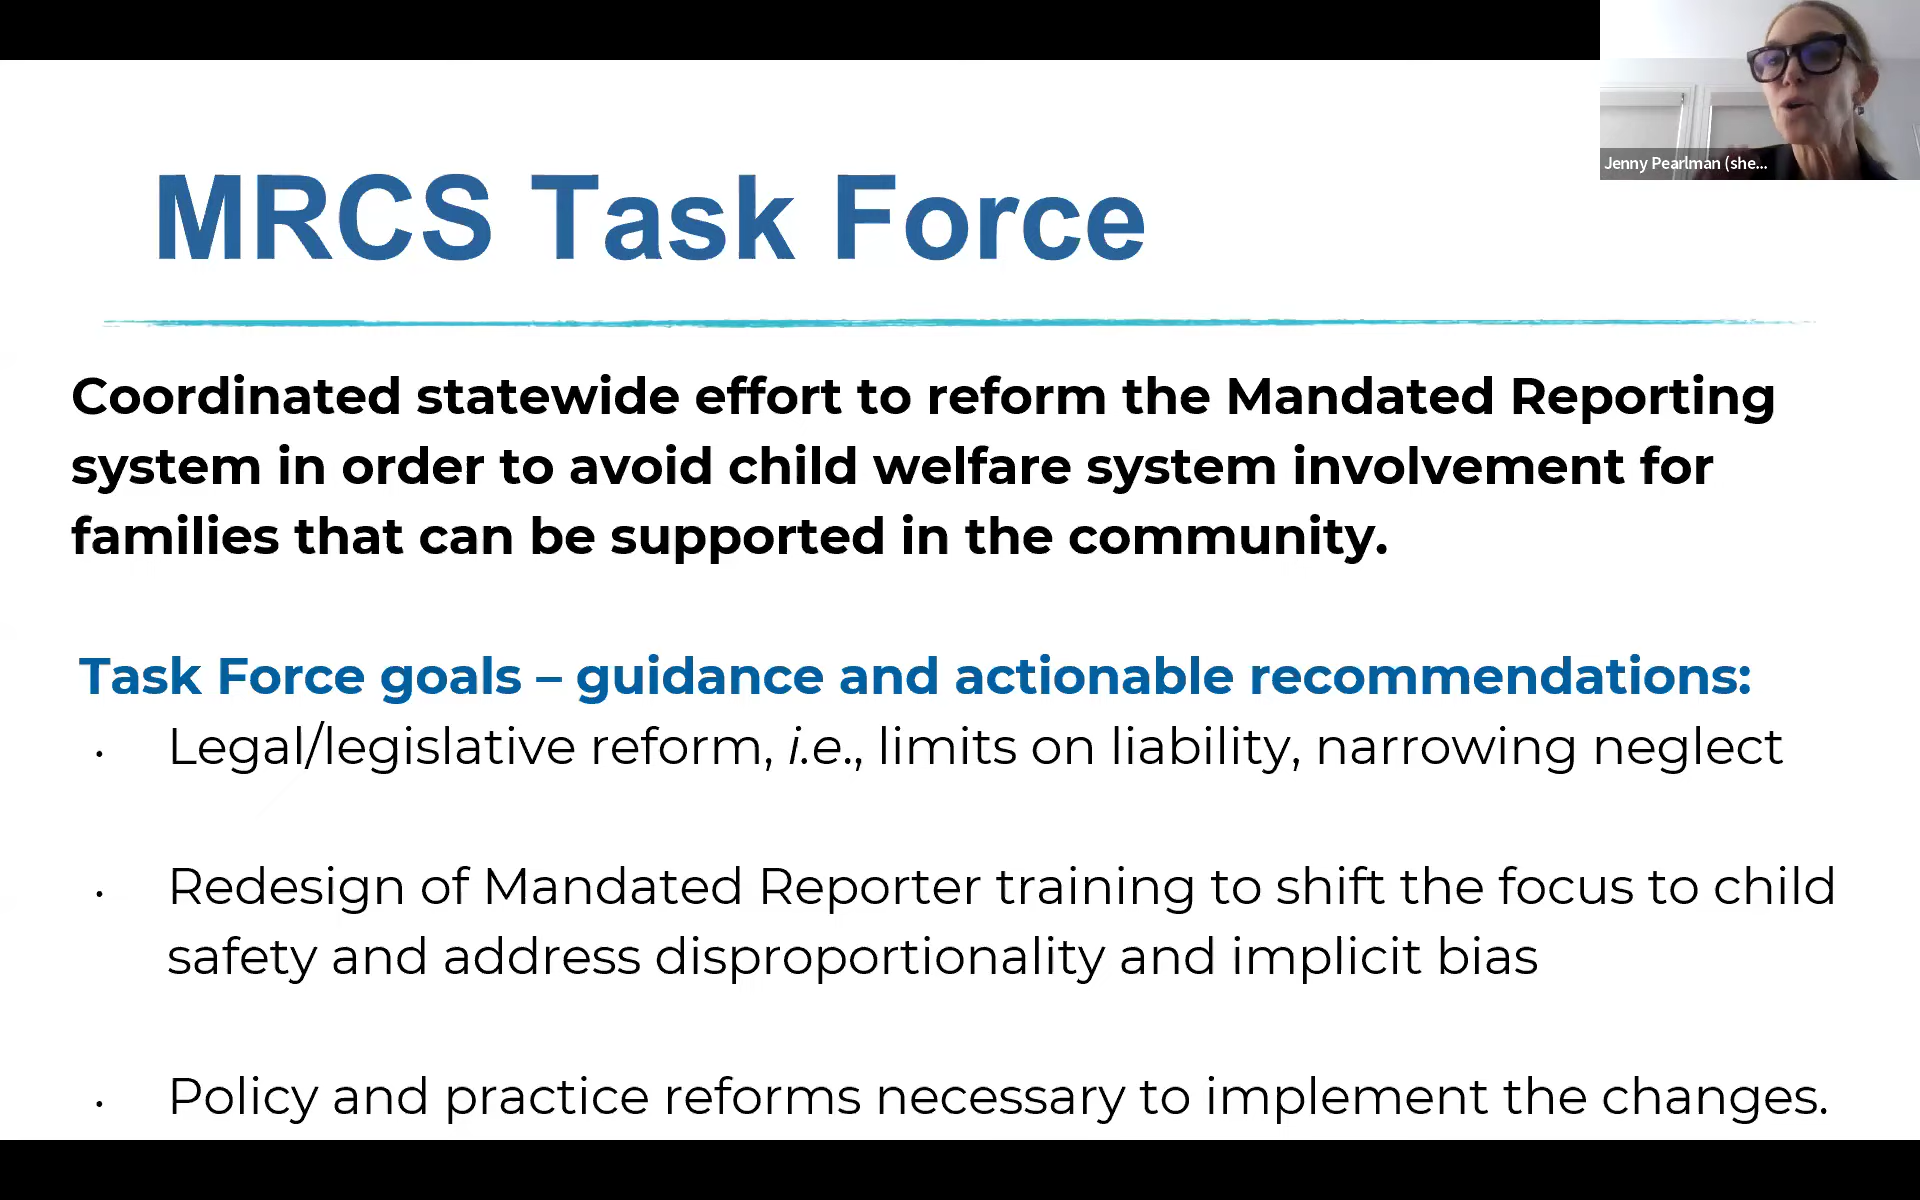 MRCS Task Force
Jenny Pearlman (she...
Coordinated statewide effort to reform the Mandated Reporting
system in order to avoid child welfare system involvement for
families that can be supported in the community.
Task Force goals – guidance and actionable recommendations:
• Legal/legislative reform, i.e., limits on liability, narrowing neglect
• Redesign of Mandated Reporter training to shift the focus to child
safety and address disproportionality and implicit bias
• Policy and practice reforms necessary to implement the changes.